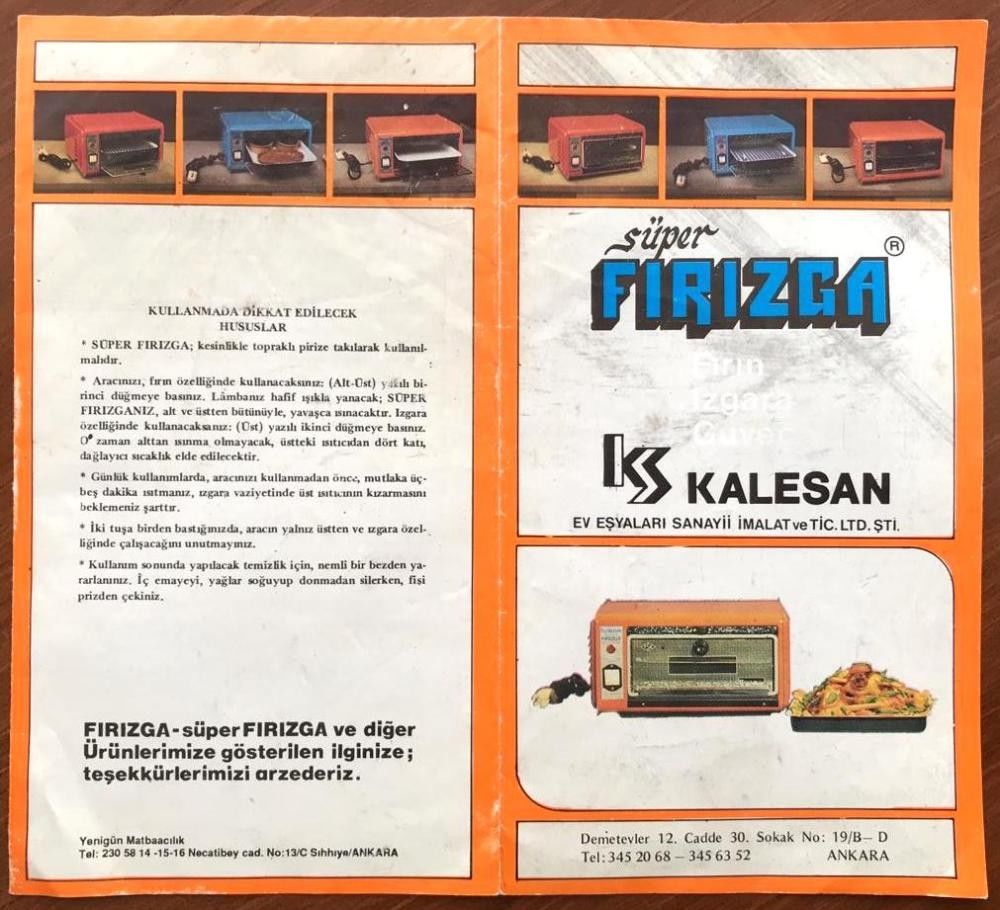 KULLANMADA DİKKAT EDİLECEK
HUSUSLAR
* SÜPER FIRIZGA; kesinlikle topraklı pirize takılarak kullanıl-
malıdır.
* Aracınızı, fırın özelliğinde kullanacaksınız: (Alt-Üst) yazılı bi-
rinci düğmeye basınız. Lâmbanız hafif ışıkla yanacak; SÜPER
FIRIZGANIZ, alt ve üstten bütünüyle, yavaşca ısınacaktır. Izgara
özelliğinde kullanacaksanız: (Üst) yazılı ikinci düğmeye basınız.
O' zaman alttan ısınma olmayacak, üstteki ısıtıcıdan dört katı,
dağlayıcı sıcaklık elde edilecektir.
* Günlük kullanımlarda, aracınızı kullanmadan önce, mutlaka üç-
beş dakika ısıtmanız, ızgara vaziyetinde üst ısıtıcının kızarmasını
beklemeniz şarttır.
* İki tuşa birden bastığınızda, aracın yalnız üstten ve ızgara özel-
liğinde çalışacağını unutmayınız.
* Kullanım sonunda yapılacak temizlik için, nemli bir bezden ya-
rarlanınız. İç emayeyi, yağlar soğuyup donmadan silerken, fişi
prizden çekiniz.
FIRIZGA-süper FIRIZGA ve diğer
Ürünlerimize gösterilen ilginize;
teşekkürlerimizi arzederiz.
Yenigün Matbaacılık
Tel: 230 58 14 -15-16 Necatibey cad. No:13/C Sıhhıye/ANKARA
süper
FIRIZGA ®
Fırın
Izgara
Güveç
KS KALESAN
EV EŞYALARI SANAYİİ İMALAT ve TİC. LTD. ŞTİ.
Demetevler 12. Cadde 30. Sokak No: 19/B– D
Tel: 345 20 68 – 345 63 52 ANKARA